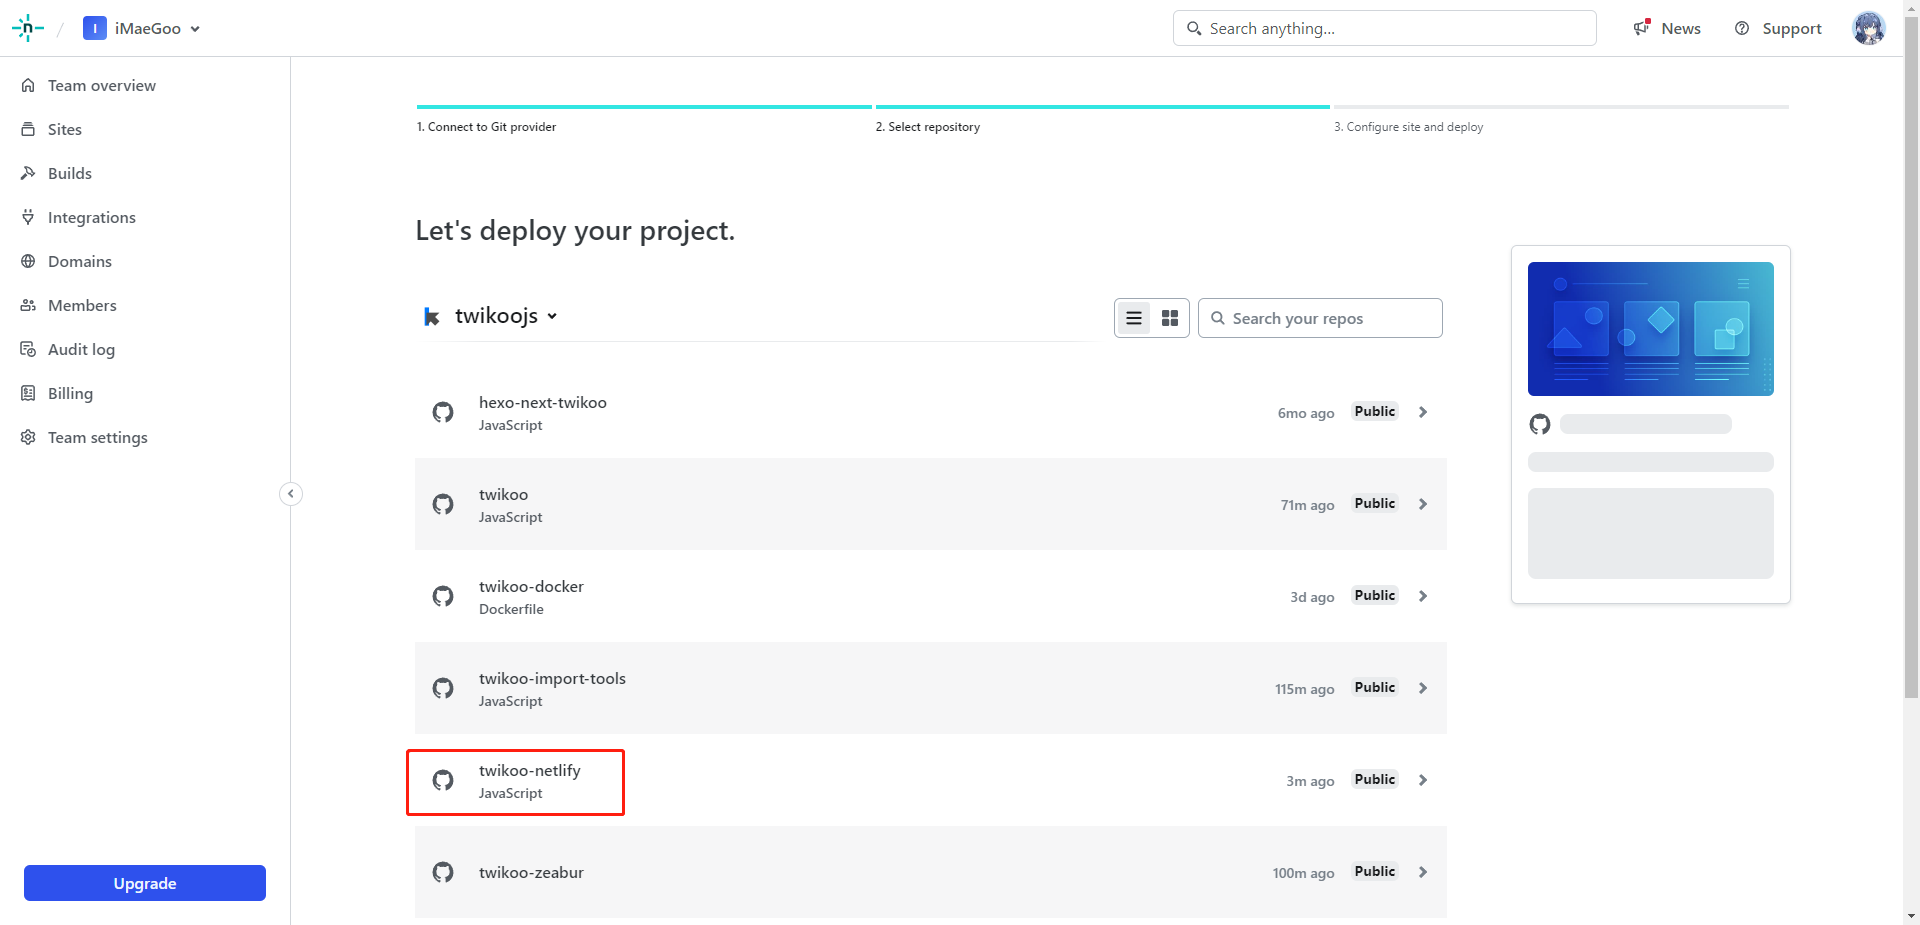 n / I iMaeGoo
Search anything...
News
Support
Team overview
Sites
Builds
Integrations
Domains
Members
Audit log
Billing
Team settings
Upgrade
1. Connect to Git provider
2. Select repository
3. Configure site and deploy
Let's deploy your project.
twikoojs
Search your repos
hexo-next-twikoo
JavaScript
6mo ago Public
twikoo
JavaScript
71m ago Public
twikoo-docker
Dockerfile
3d ago Public
twikoo-import-tools
JavaScript
115m ago Public
twikoo-netlify
JavaScript
3m ago Public
twikoo-zeabur
100m ago Public